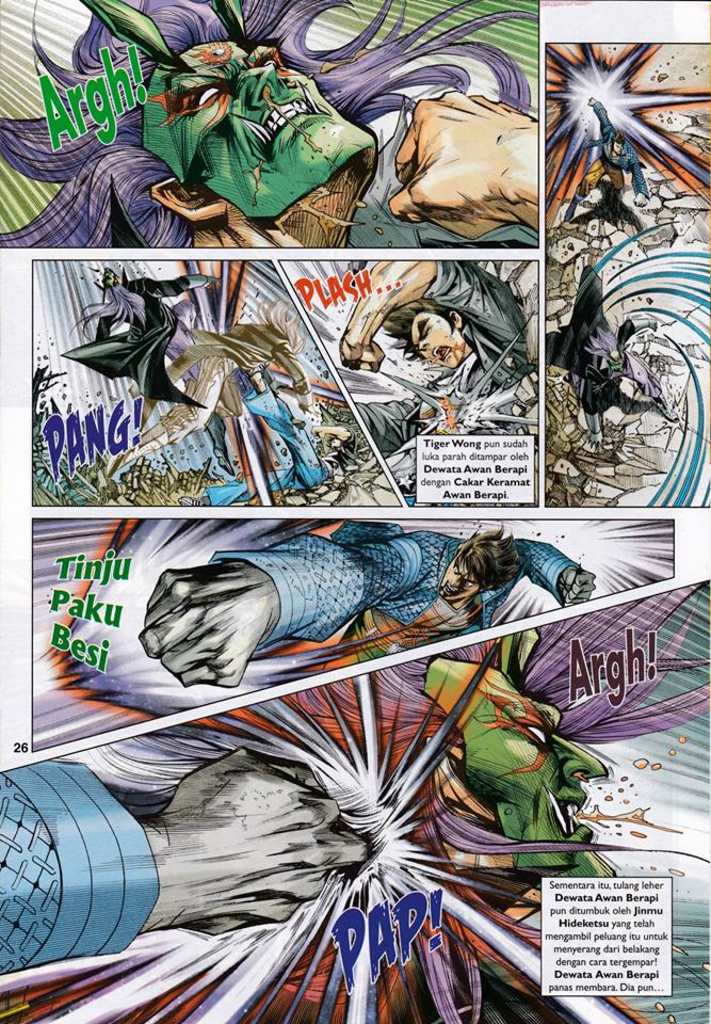 Argh!
PANG!
PLASH...
Tiger Wong pun sudah
luka parah ditampar oleh
Dewata Awan Berapi
dengan Cakar Keramat
Awan Berapi.
Tinju
Paku
Besi
Argh!
26
PAP!
Sementara itu, tulang leher
Dewata Awan Berapi
pun ditumbuk oleh Jinmu
Hideketsu yang telah
mengambil peluang itu untuk
menyerang dari belakang
dengan cara tergempar!
Dewata Awan Berapi
panas membara. Dia pun...